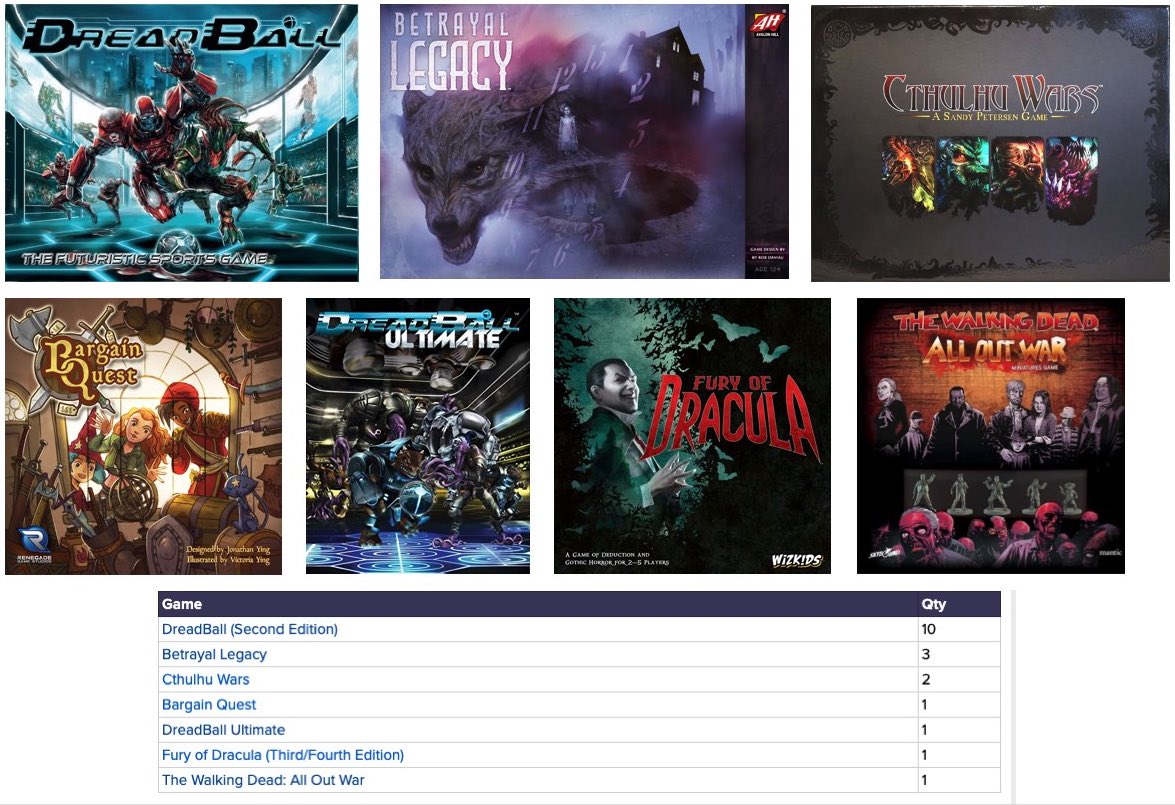 DREADBALL
THE FUTURISTIC SPORTS GAME
BETRAYAL
LEGACY
AH
AVALON HILL
GAME DESIGN BY
BY ROB DAVIAU
AGE 12+
CTHULHU WARS
A SANDY PETERSEN GAME
Bargain
Quest
R
RENEGADE
GAME STUDIOS
Designed by Jonathan Ying
Illustrated by Victoria Ying
DREADBALL
ULTIMATE
FURY OF
DRACULA
A GAME OF DEDUCTION AND
GOTHIC HORROR FOR 2–5 PLAYERS
WIZKIDS
THE WALKING DEAD
ALL OUT WAR
MINIATURES GAME
SKYBOUND
mantic
Game Qty
DreadBall (Second Edition) 10
Betrayal Legacy 3
Cthulhu Wars 2
Bargain Quest 1
DreadBall Ultimate 1
Fury of Dracula (Third/Fourth Edition) 1
The Walking Dead: All Out War 1